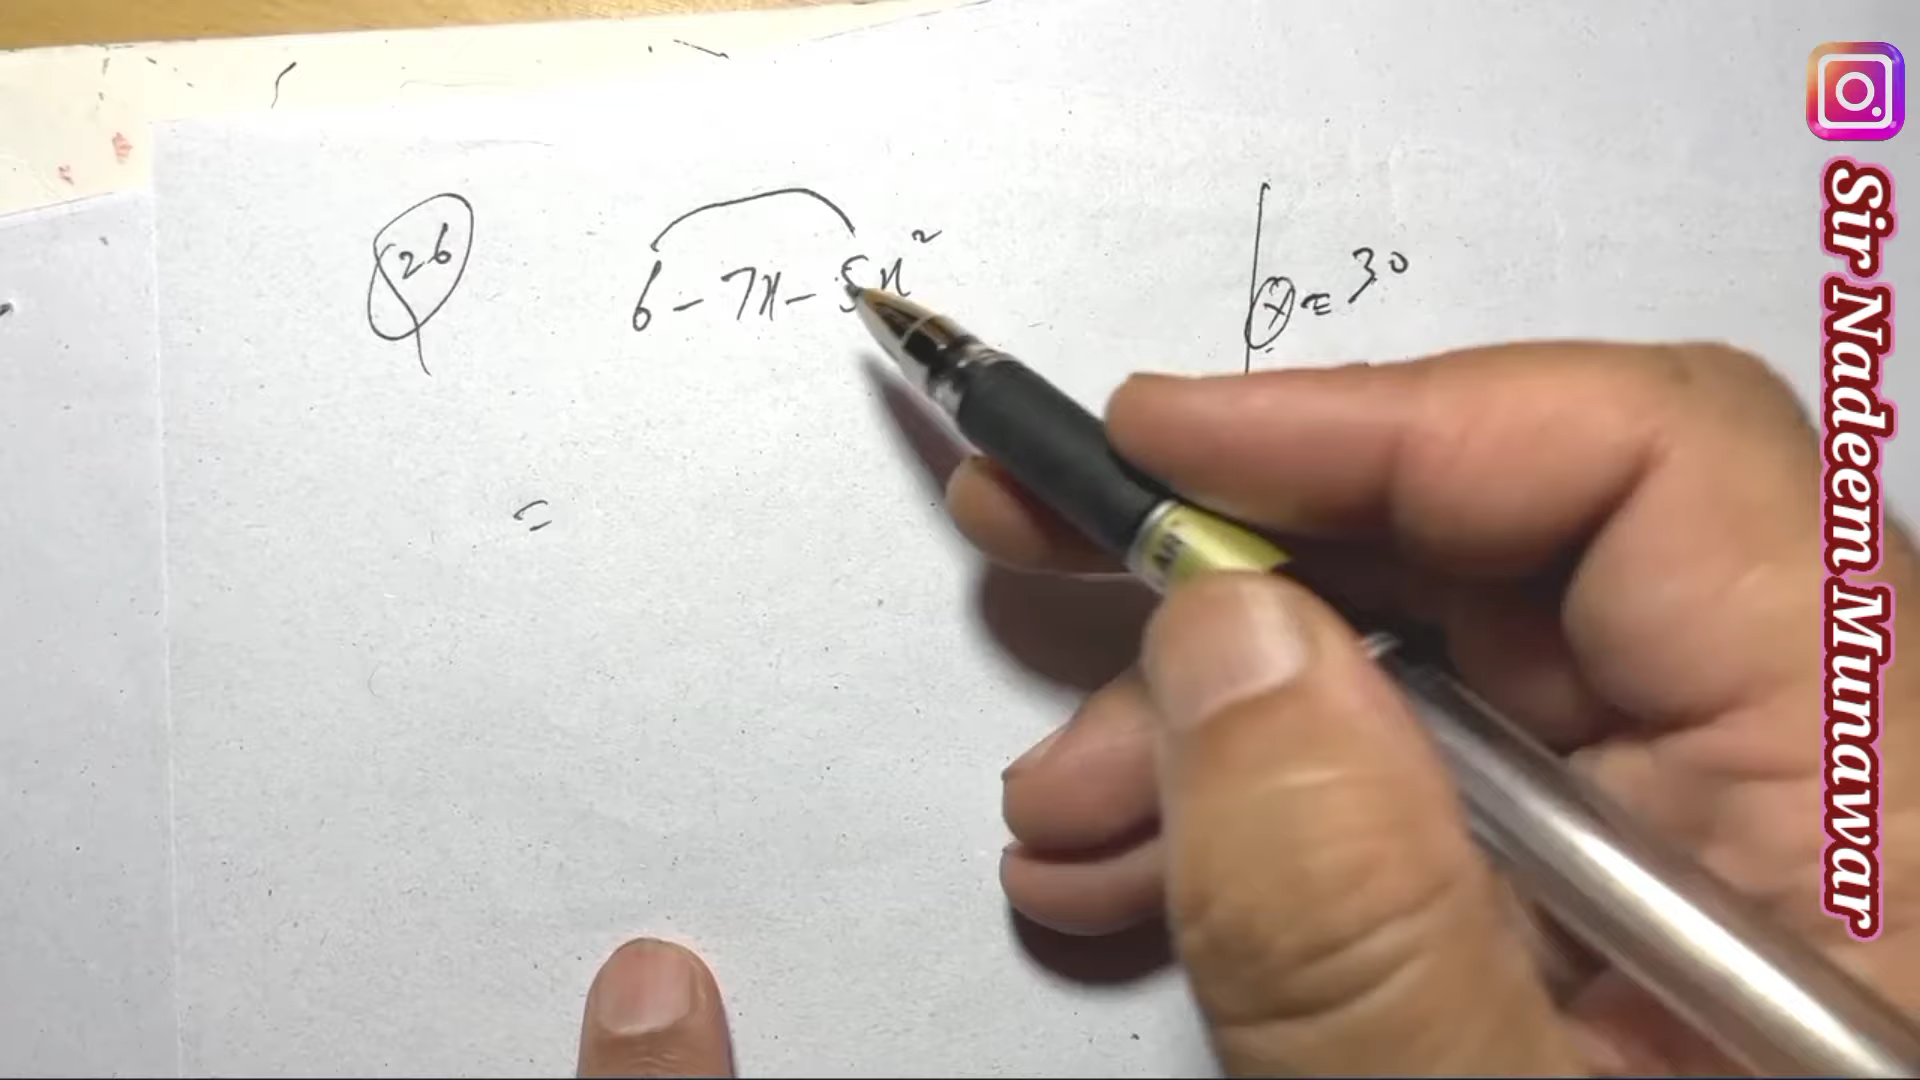 26
6 - 7x - 5x²
x = 30
=
Sir Nadeem Munawar